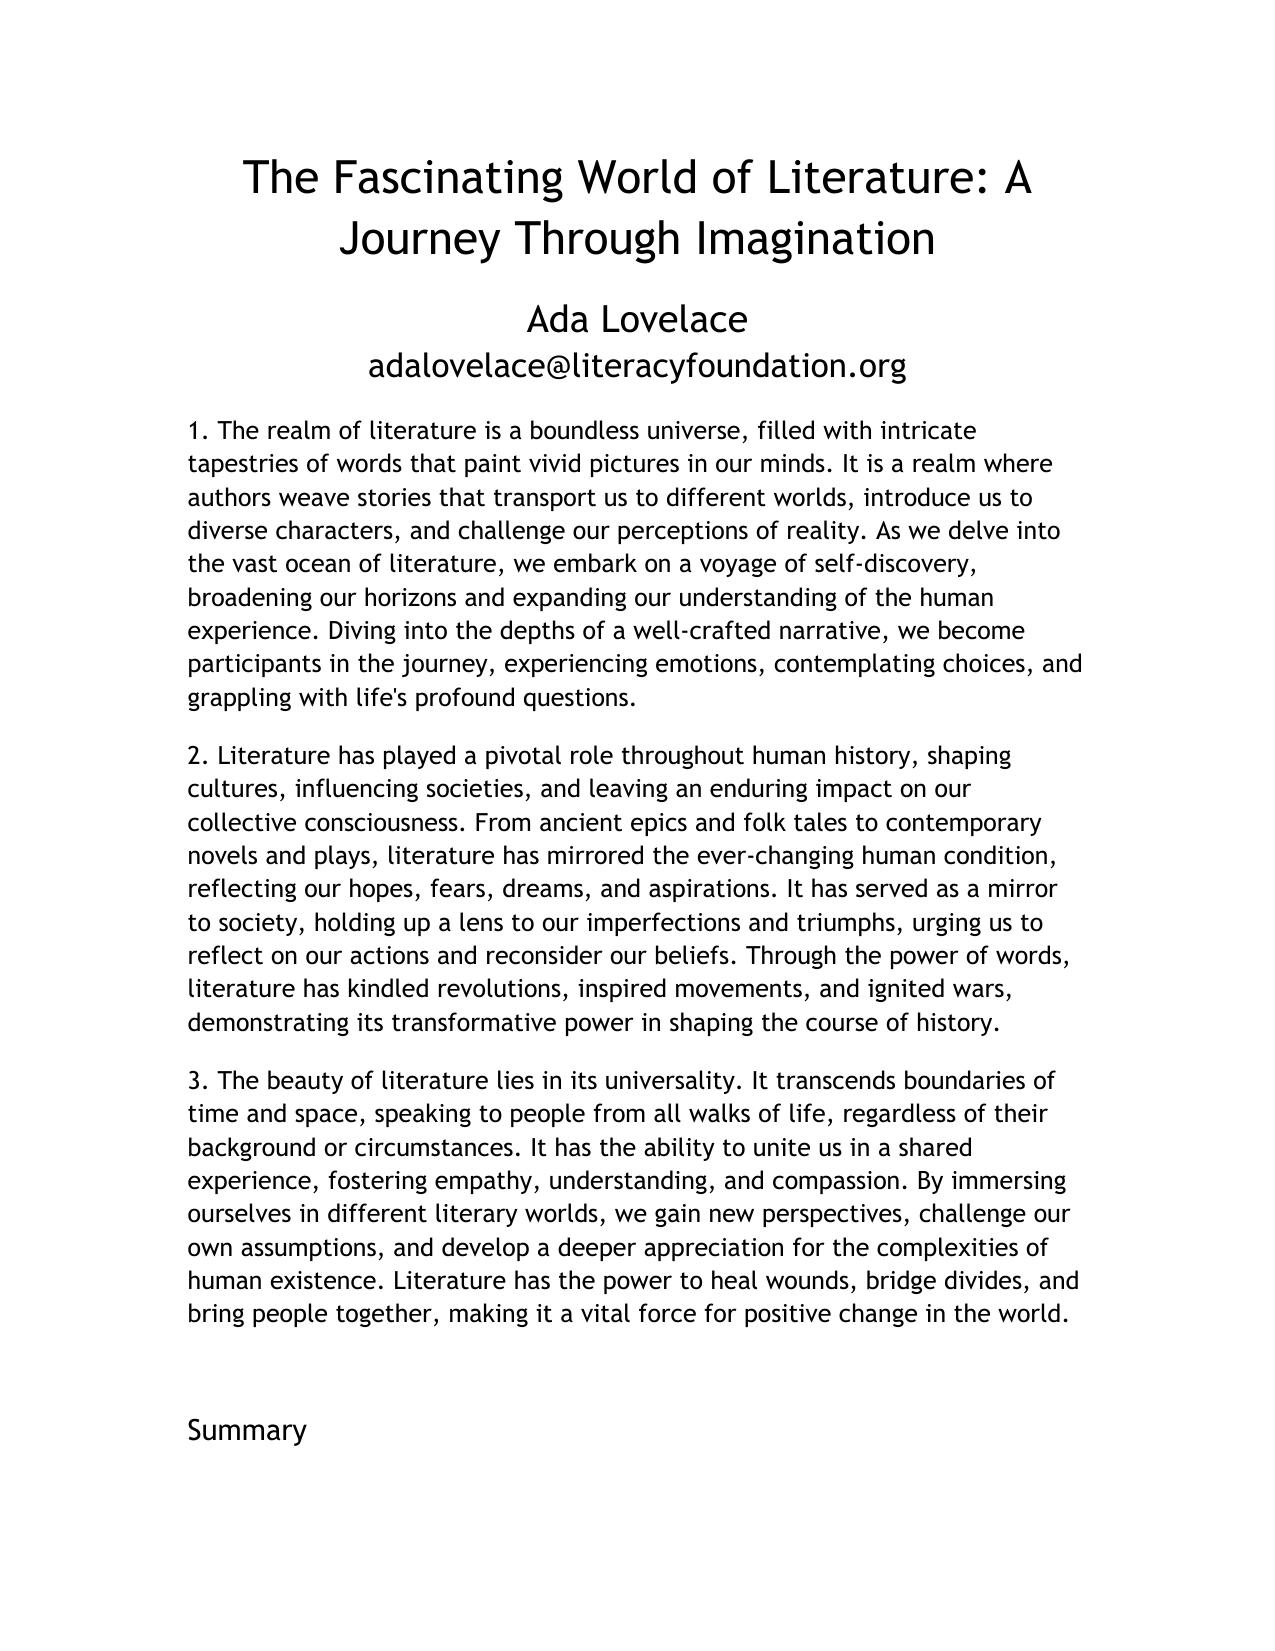 The Fascinating World of Literature: A
Journey Through Imagination
Ada Lovelace
adalovelace@literacyfoundation.org
1. The realm of literature is a boundless universe, filled with intricate
tapestries of words that paint vivid pictures in our minds. It is a realm where
authors weave stories that transport us to different worlds, introduce us to
diverse characters, and challenge our perceptions of reality. As we delve into
the vast ocean of literature, we embark on a voyage of self-discovery,
broadening our horizons and expanding our understanding of the human
experience. Diving into the depths of a well-crafted narrative, we become
participants in the journey, experiencing emotions, contemplating choices, and
grappling with life's profound questions.
2. Literature has played a pivotal role throughout human history, shaping
cultures, influencing societies, and leaving an enduring impact on our
collective consciousness. From ancient epics and folk tales to contemporary
novels and plays, literature has mirrored the ever-changing human condition,
reflecting our hopes, fears, dreams, and aspirations. It has served as a mirror
to society, holding up a lens to our imperfections and triumphs, urging us to
reflect on our actions and reconsider our beliefs. Through the power of words,
literature has kindled revolutions, inspired movements, and ignited wars,
demonstrating its transformative power in shaping the course of history.
3. The beauty of literature lies in its universality. It transcends boundaries of
time and space, speaking to people from all walks of life, regardless of their
background or circumstances. It has the ability to unite us in a shared
experience, fostering empathy, understanding, and compassion. By immersing
ourselves in different literary worlds, we gain new perspectives, challenge our
own assumptions, and develop a deeper appreciation for the complexities of
human existence. Literature has the power to heal wounds, bridge divides, and
bring people together, making it a vital force for positive change in the world.
Summary